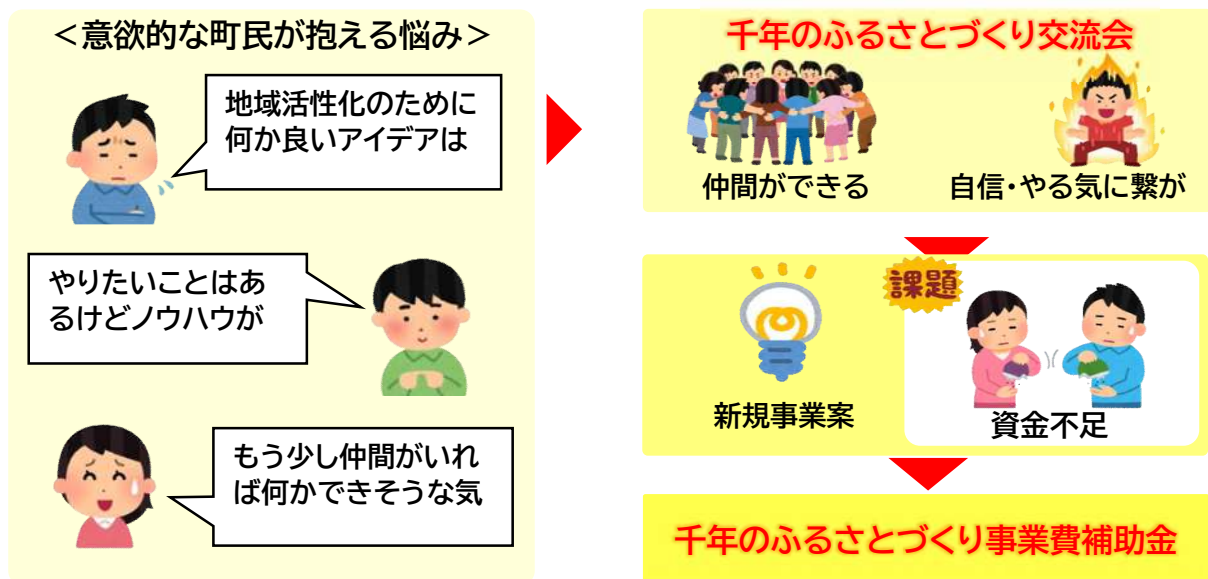 ＜意欲的な町民が抱える悩み＞
地域活性化のために
何か良いアイデアは
やりたいことはあ
るけどノウハウが
もう少し仲間がいれ
ば何かできそうな気
千年のふるさとづくり交流会
仲間ができる
自信・やる気に繋が
課題
新規事業案
資金不足
千年のふるさとづくり事業費補助金